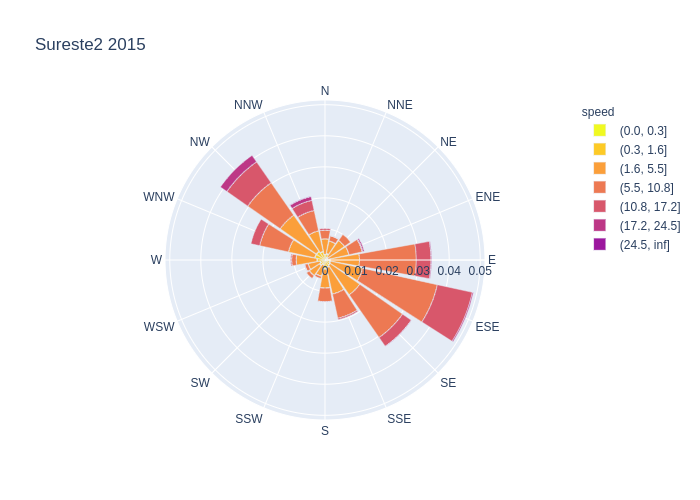 Sureste2 2015
N
NNE
NE
ENE
E
ESE
SE
SSE
S
SSW
SW
WSW
W
WNW
NW
NNW
0 0.01 0.02 0.03 0.04 0.05
speed
(0.0, 0.3]
(0.3, 1.6]
(1.6, 5.5]
(5.5, 10.8]
(10.8, 17.2]
(17.2, 24.5]
(24.5, inf]